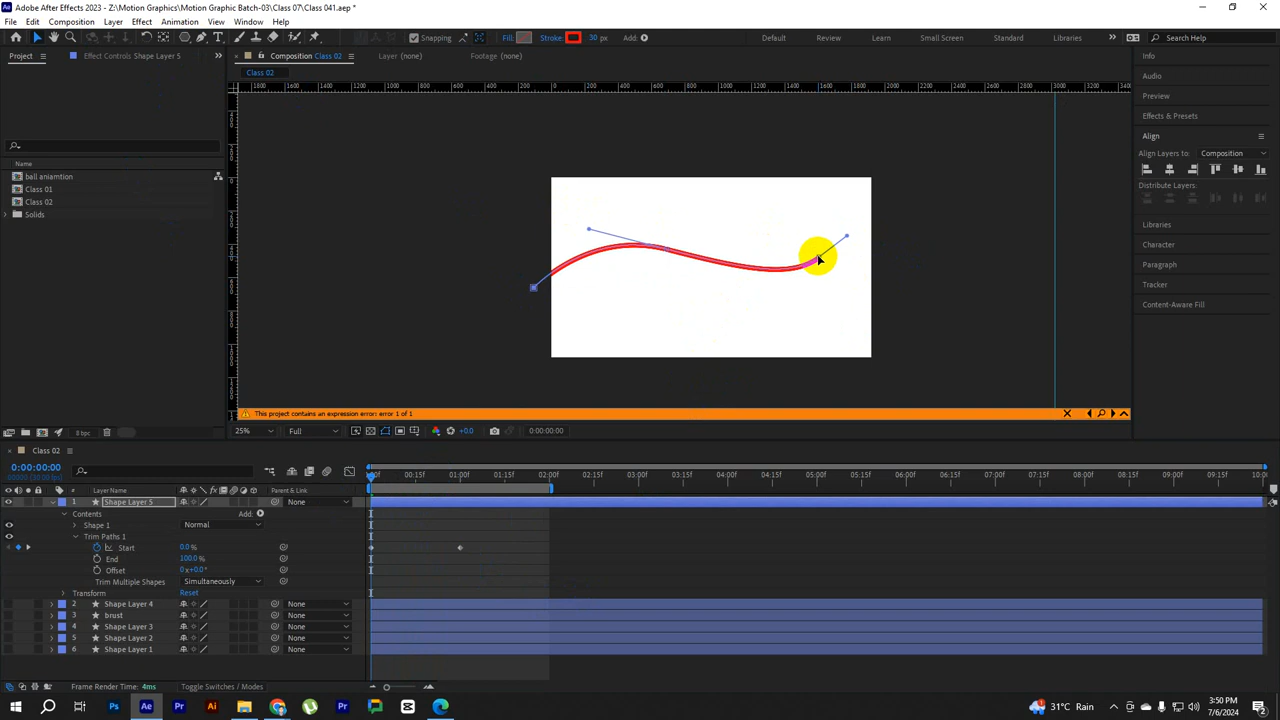 Adobe After Effects 2023 - Z:\Motion Graphics\Motion Graphic Batch-03\Class 07\Class 041.aep *
File Edit Composition Layer Effect Animation View Window Help
Snapping Fill: Stroke: 30 px Add: Default Review Learn Small Screen Standard Libraries Search Help
Project Effect Controls Shape Layer 5 Composition Class 02 Layer (none) Footage (none) Info
Class 02
Audio
Preview
Effects & Presets
Align
Align Layers to: Composition
Distribute Layers:
Name
ball aniamtion
Class 01
Class 02
Solids
Libraries
Character
Paragraph
Tracker
Content-Aware Fill
This project contains an expression error: error 1 of 1
8 bpc 25% Full +0.0 0:00:00:00
Class 02
0:00:00:00
00:15f 01:00f 01:15f 02:00f 02:15f 03:00f 03:15f 04:00f 04:15f 05:00f 05:15f 06:00f 06:15f 07:00f 07:15f 08:00f 08:15f 09:00f 09:15f 10:0
# Layer Name Parent & Link
1 Shape Layer 5 None
Contents Add:
Shape 1 Normal
Trim Paths 1
Start 0.0 %
End 100.0 %
Offset 0 x+0.0°
Trim Multiple Shapes Simultaneously
Transform Reset
2 Shape Layer 4 None
3 brust None
4 Shape Layer 3 None
5 Shape Layer 2 None
6 Shape Layer 1 None
Frame Render Time: 4ms Toggle Switches / Modes
31°C Rain 3:50 PM
7/6/2024